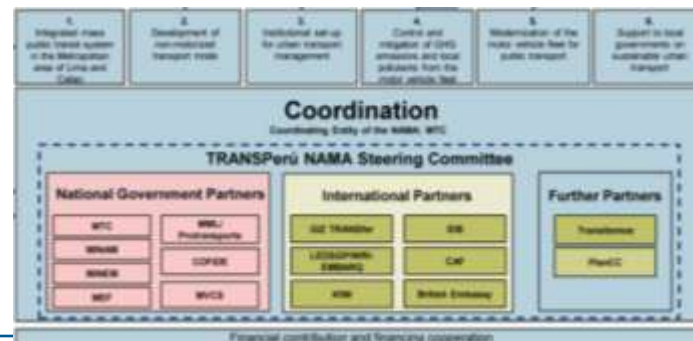 1.
Integrated mass
public transit system
in the Metropolitan
area of Lima and
Callao
2.
Development of
non-motorized
transport mode
3.
Institutional set-up
for urban transport
management
4.
Control and
mitigation of GHG
emissions and local
pollutants from the
motor vehicle fleet
5.
Modernization of the
motor vehicle fleet for
public transport
6.
Support to local
governments on
sustainable urban
transport
Coordination
Coordinating Entity of the NAMA: MTC
TRANSPerú NAMA Steering Committee
National Government Partners
MTC
MML/
Protransporte
MINAM
COFIDE
MINEM
MEF
MVCS
International Partners
GIZ TRANSfer
CAF
KfW
British Embassy
Further Partners
Transitemos
PlanCC
Financial contribution and financing cooperation